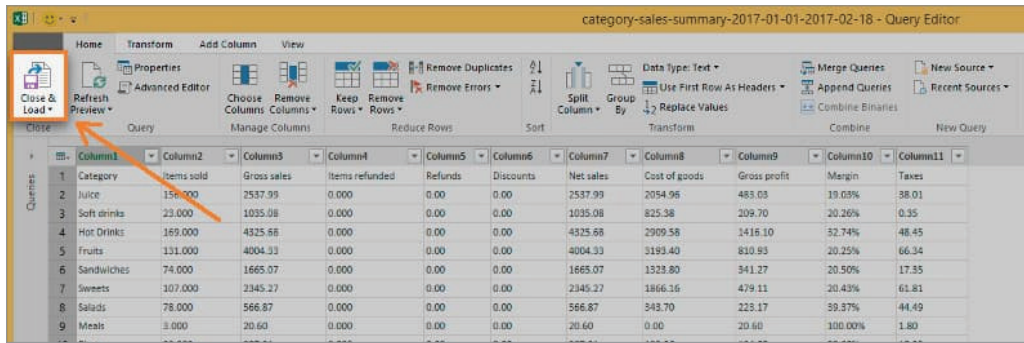 category-sales-summary-2017-01-01-2017-02-18 - Query Editor
Home Transform Add Column View
Close & Load
Refresh Preview
Properties
Advanced Editor
Choose Columns
Remove Columns
Keep Rows
Remove Rows
Remove Duplicates
Remove Errors
Split Column
Group By
Data Type: Text
Use First Row As Headers
Replace Values
Merge Queries
Append Queries
Combine Binaries
New Source
Recent Sources
Close Query Manage Columns Reduce Rows Sort Transform Combine New Query
Queries
Column1 Column2 Column3 Column4 Column5 Column6 Column7 Column8 Column9 Column10 Column11
1 Category Items sold Gross sales Items refunded Refunds Discounts Net sales Cost of goods Gross profit Margin Taxes
2 Juice 156.000 2537.99 0.000 0.00 0.00 2537.99 2054.96 483.03 19.03% 38.01
3 Soft drinks 23.000 1035.08 0.000 0.00 0.00 1035.08 825.38 209.70 20.26% 0.35
4 Hot Drinks 169.000 4325.68 0.000 0.00 0.00 4325.68 2909.58 1416.10 32.74% 48.45
5 Fruits 131.000 4004.33 0.000 0.00 0.00 4004.33 3193.40 810.93 20.25% 66.34
6 Sandwiches 74.000 1665.07 0.000 0.00 0.00 1665.07 1323.80 341.27 20.50% 17.35
7 Sweets 107.000 2345.27 0.000 0.00 0.00 2345.27 1866.16 479.11 20.43% 61.81
8 Salads 78.000 566.87 0.000 0.00 0.00 566.87 343.70 223.17 39.37% 44.49
9 Meals 3.000 20.60 0.000 0.00 0.00 20.60 0.00 20.60 100.00% 1.80